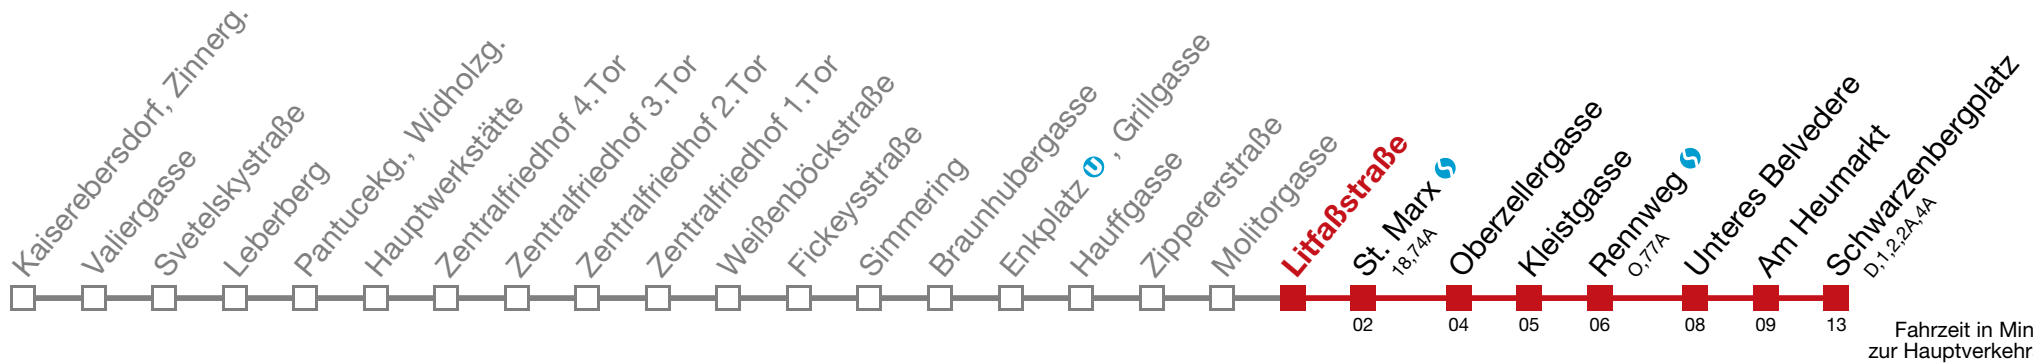 Kaiserebersdorf, Zinnerg.
Valiergasse
Svetelskystraße
Leberberg
Pantucekg., Widholzg.
Hauptwerkstätte
Zentralfriedhof 4.Tor
Zentralfriedhof 3.Tor
Zentralfriedhof 2.Tor
Zentralfriedhof 1.Tor
Weißenböckstraße
Fickeysstraße
Simmering
Braunhubergasse
Enkplatz U, Grillgasse
Hauffgasse
Zippererstraße
Molitorgasse
Litfaßstraße
St. Marx
18,74A
Oberzellergasse
Kleistgasse
Rennweg
O,77A
Unteres Belvedere
Am Heumarkt
Schwarzenbergplatz
D,1,2,2A,4A
02 04 05 06 08 09 13
Fahrzeit in Min
zur Hauptverkehr